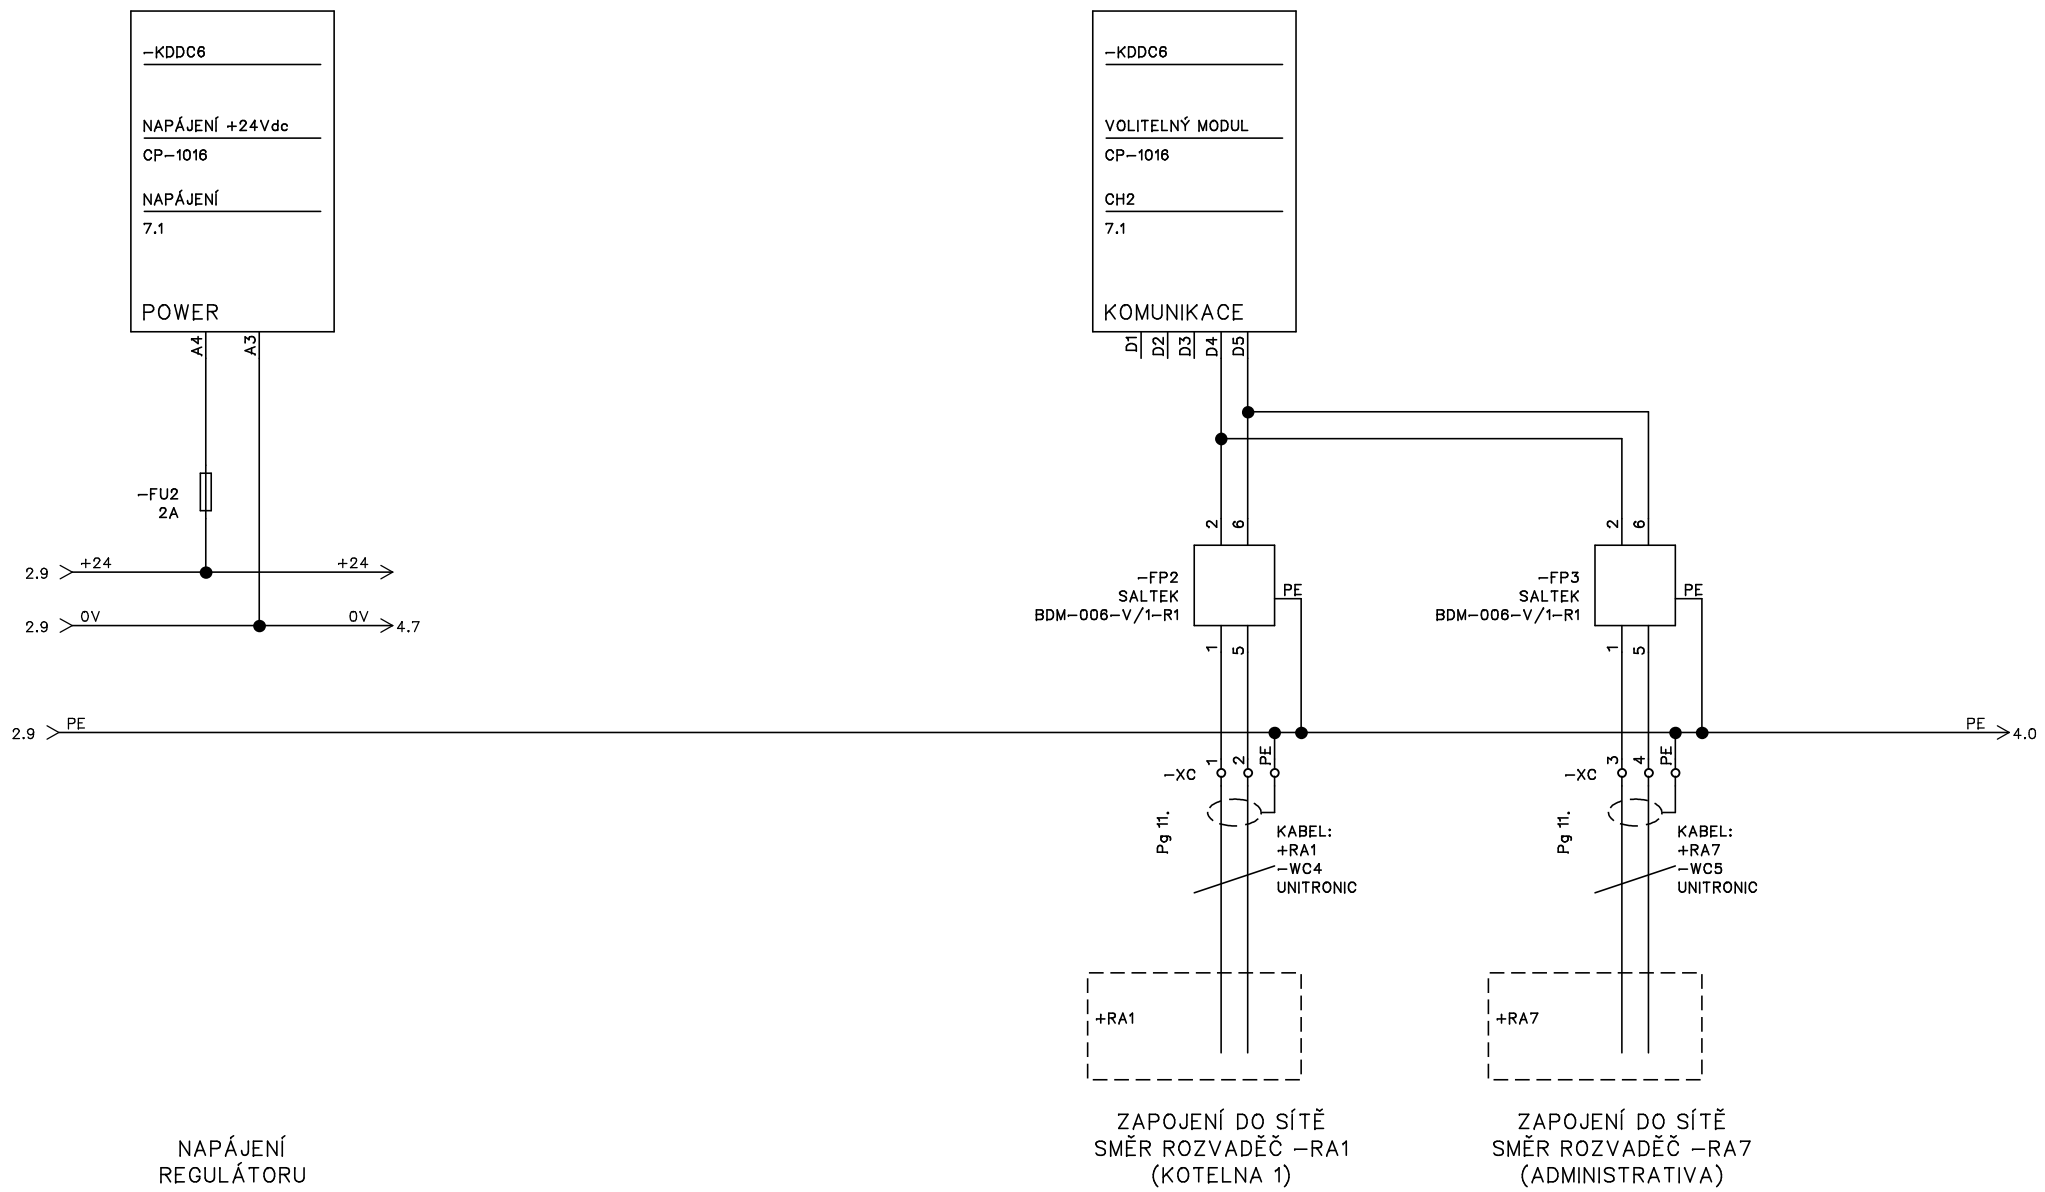 -KDDC6
NAPÁJENÍ +24Vdc
CP-1016
NAPÁJENÍ
7.1
POWER
A4
A3
-FU2
2A
2.9
+24
+24
2.9
0V
0V
4.7
-KDDC6
VOLITELNÝ MODUL
CP-1016
CH2
7.1
KOMUNIKACE
D1
D2
D3
D4
D5
2
6
-FP2
SALTEK
BDM-006-V/1-R1
PE
1
5
2
6
-FP3
SALTEK
BDM-006-V/1-R1
PE
1
5
2.9
PE
PE
4.0
-XC
1
2
PE
Pg 11.
KABEL:
+RA1
-WC4
UNITRONIC
-XC
3
4
PE
Pg 11.
KABEL:
+RA7
-WC5
UNITRONIC
+RA1
+RA7
NAPÁJENÍ
REGULÁTORU
ZAPOJENÍ DO SÍTĚ
SMĚR ROZVADĚČ -RA1
(KOTELNA 1)
ZAPOJENÍ DO SÍTĚ
SMĚR ROZVADĚČ -RA7
(ADMINISTRATIVA)